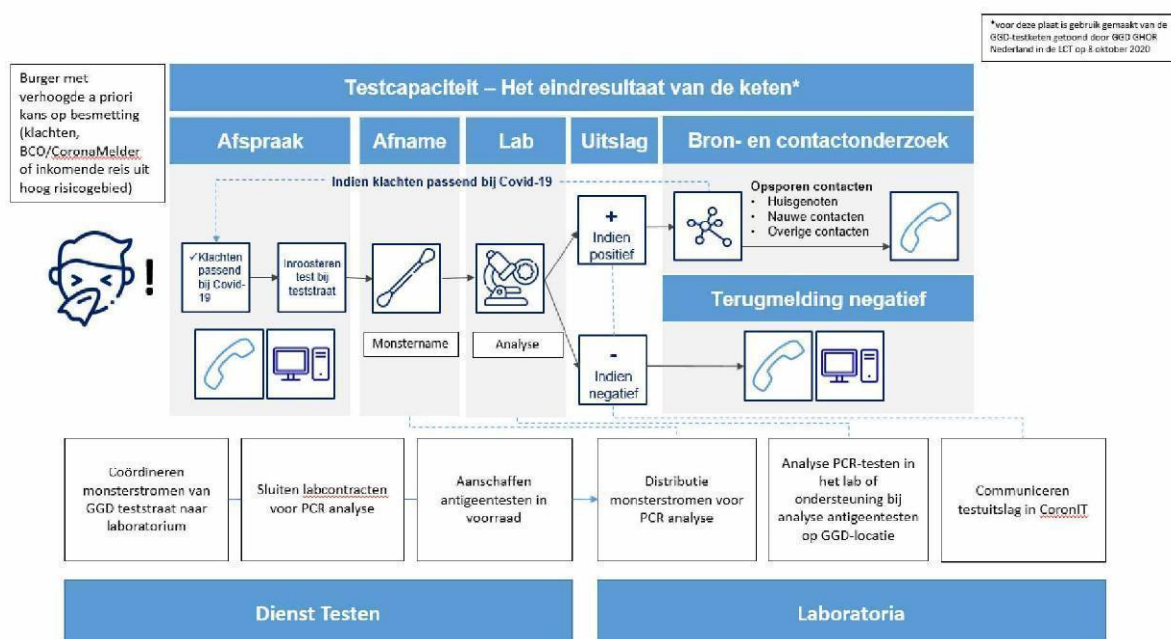 *voor deze plaat is gebruik gemaakt van de
GGD-testketen getoond door GGD GHOR
Nederland in de LCT op 8 oktober 2020
Burger met
verhoogde a priori
kans op besmetting
(klachten,
BCO/CoronaMelder
of inkomende reis uit
hoog risicogebied)
Testcapaciteit – Het eindresultaat van de keten*
Afspraak
Afname
Lab
Uitslag
Bron- en contactonderzoek
Indien klachten passend bij Covid-19
✓Klachten
passend
bij Covid-
19
Inroosteren
test bij
teststraat
Monstername
Analyse
+
Indien
positief
-
Indien
negatief
Opsporen contacten
• Huisgenoten
• Nauwe contacten
• Overige contacten
Terugmelding negatief
!
Coördineren
monsterstromen van
GGD teststraat naar
laboratorium
Sluiten labcontracten
voor PCR analyse
Aanschaffen
antigeentesten in
voorraad
Distributie
monsterstromen voor
PCR analyse
Analyse PCR-testen in
het lab of
ondersteuning bij
analyse antigeentesten
op GGD-locatie
Communiceren
testuitslag in CoronIT
Dienst Testen
Laboratoria